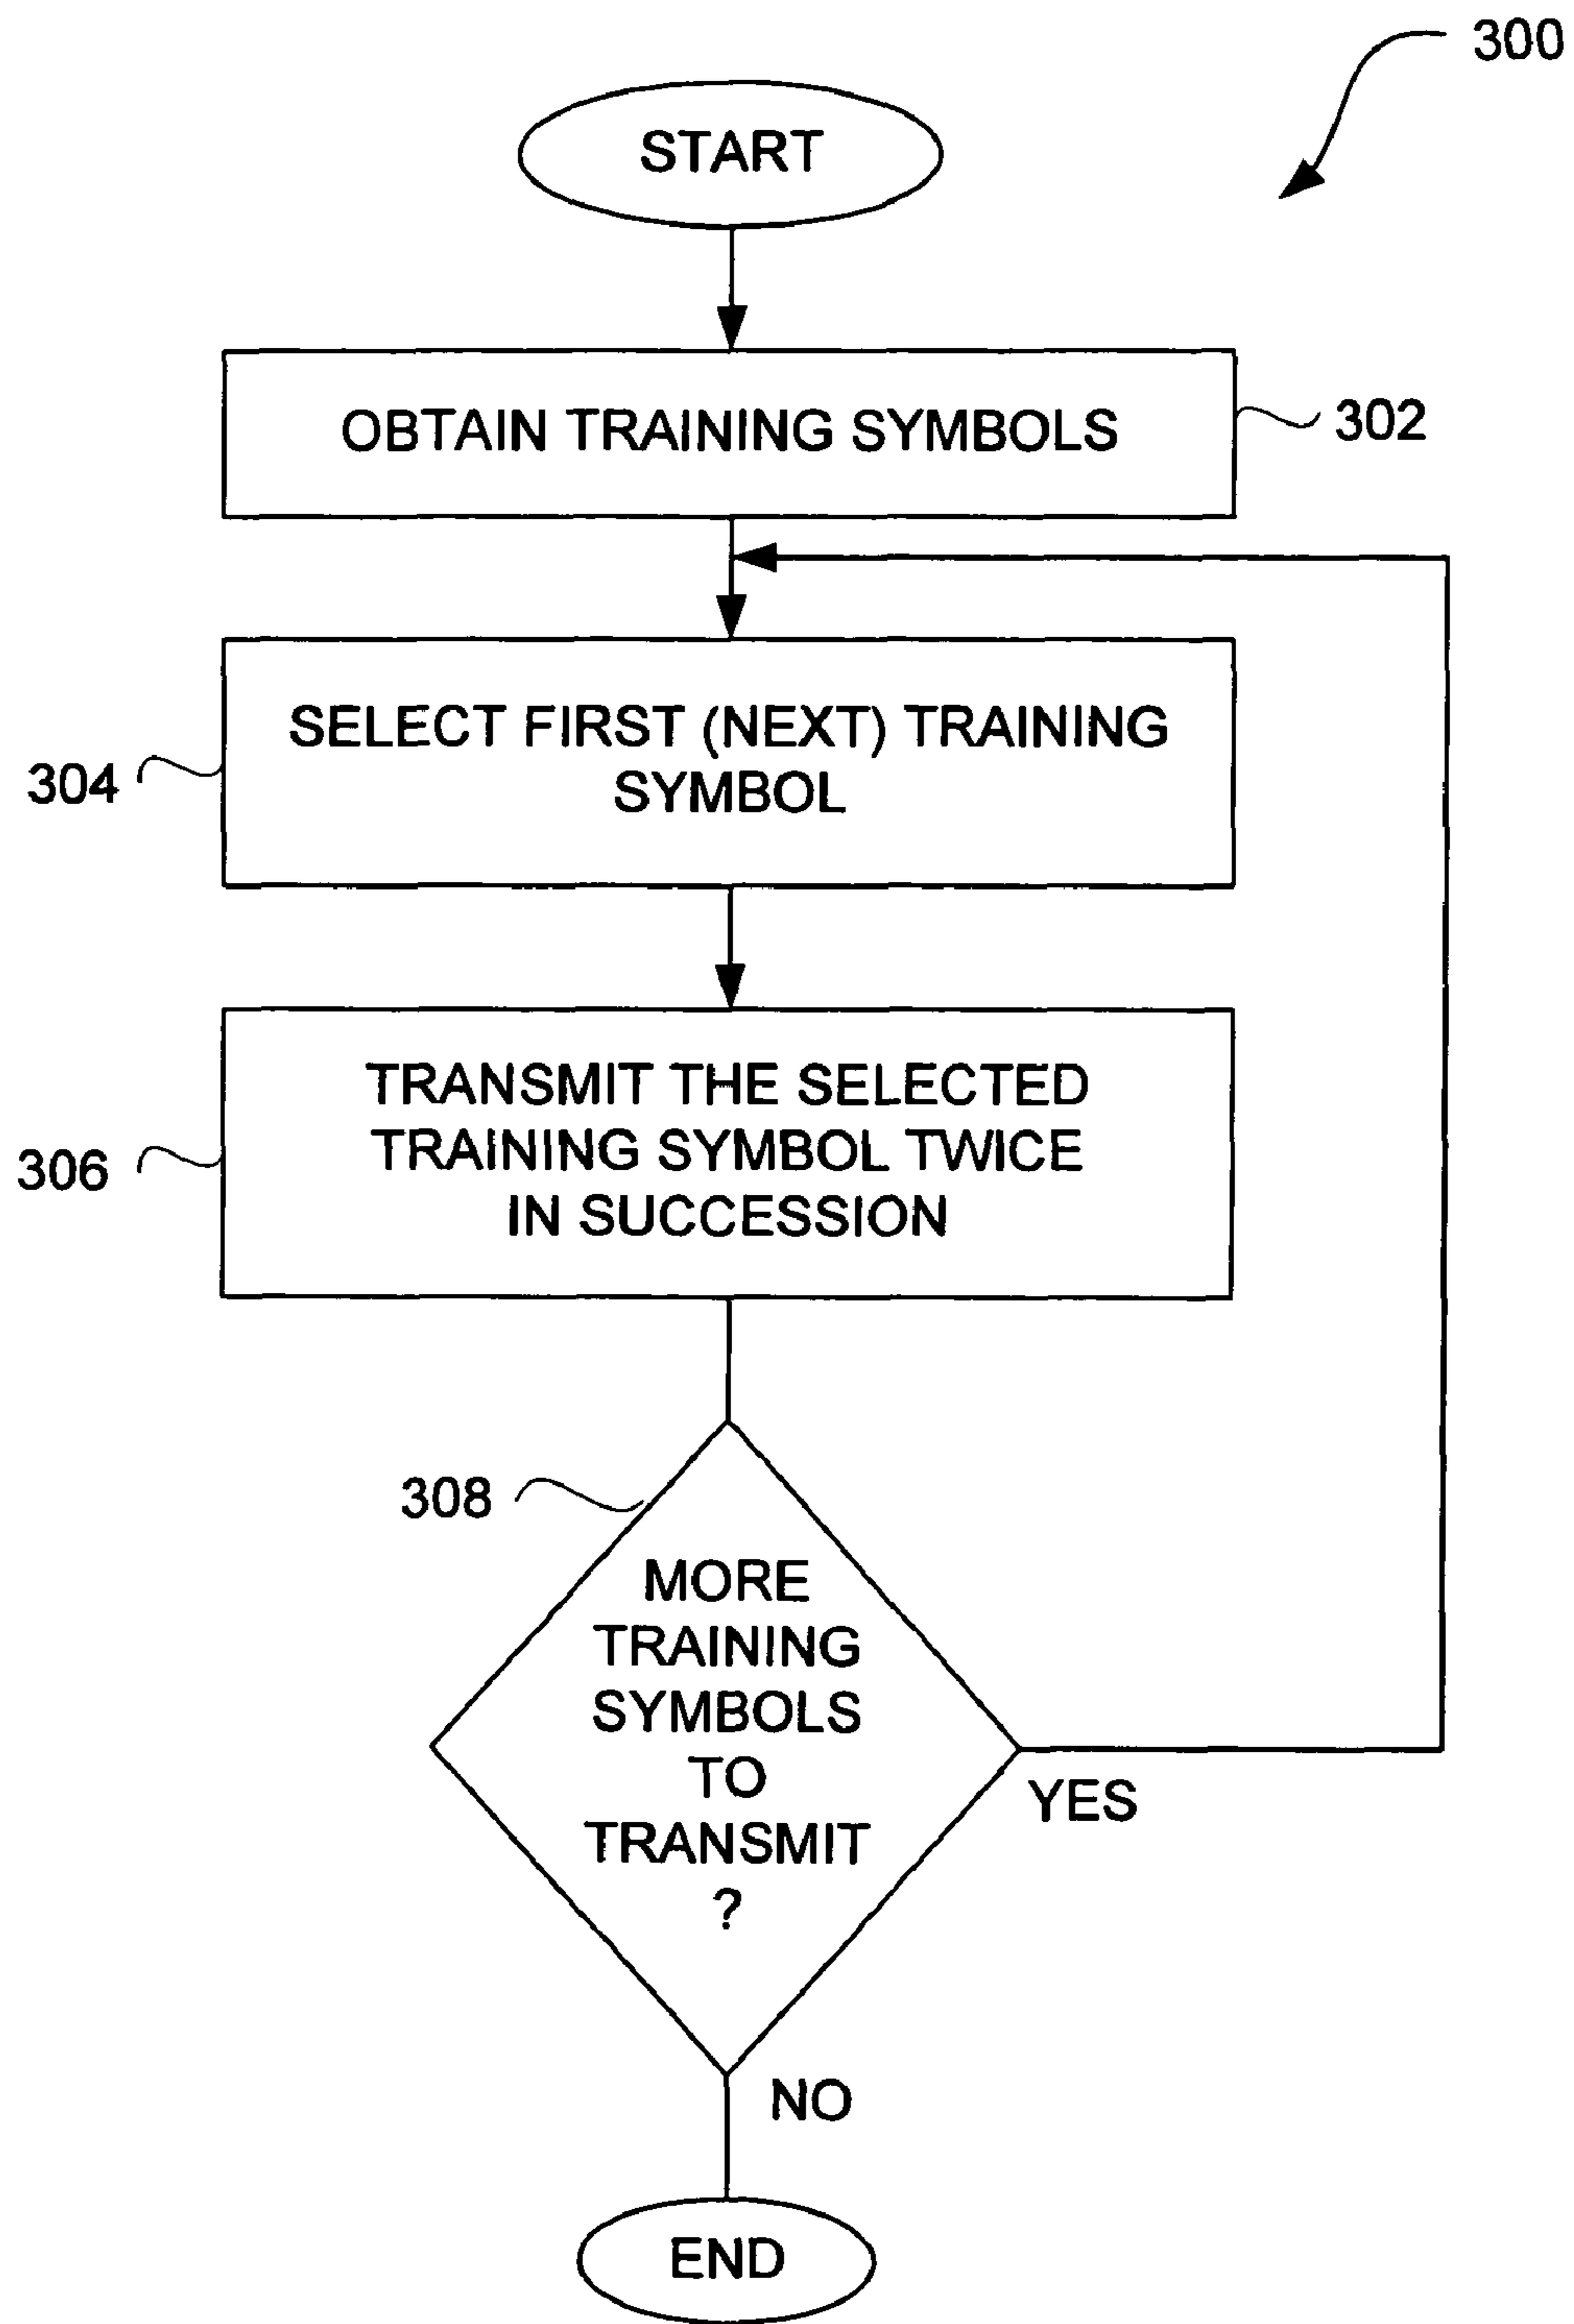 300
START
OBTAIN TRAINING SYMBOLS
302
SELECT FIRST (NEXT) TRAINING
SYMBOL
304
TRANSMIT THE SELECTED
TRAINING SYMBOL TWICE
IN SUCCESSION
306
308
MORE
TRAINING
SYMBOLS
TO
TRANSMIT
?
YES
NO
END